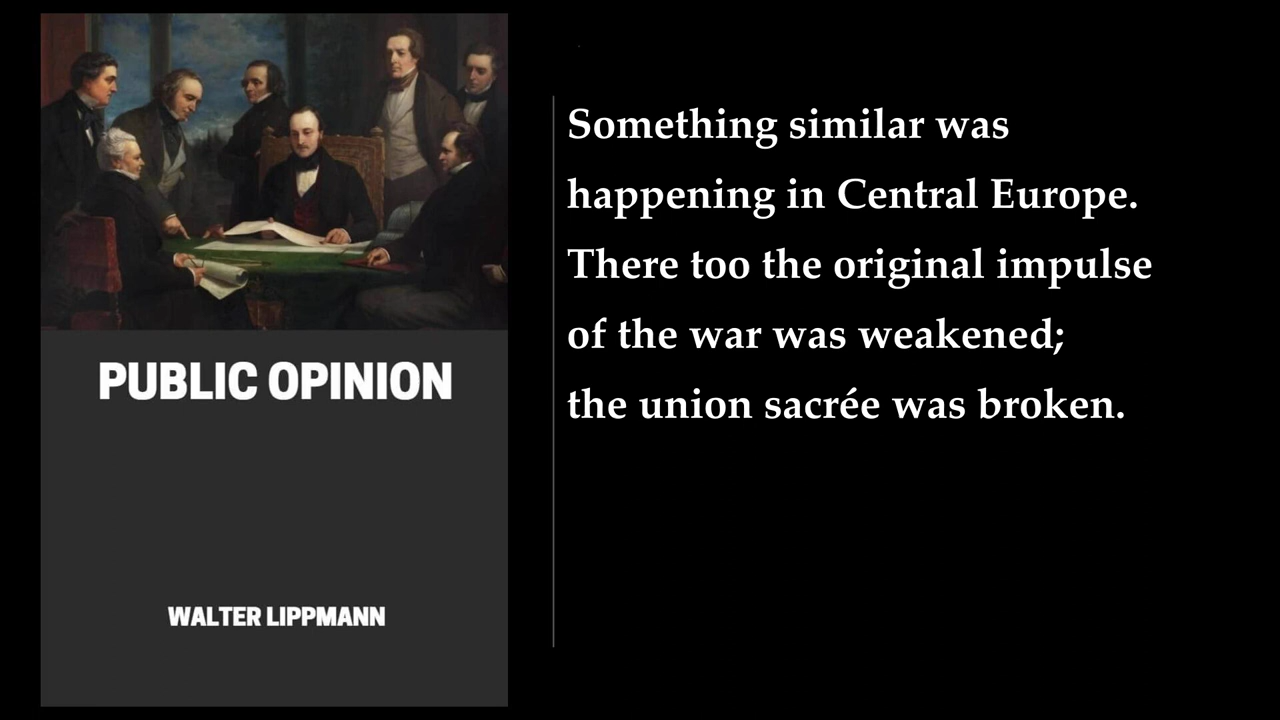 PUBLIC OPINION
WALTER LIPPMANN
Something similar was
happening in Central Europe.
There too the original impulse
of the war was weakened;
the union sacrée was broken.